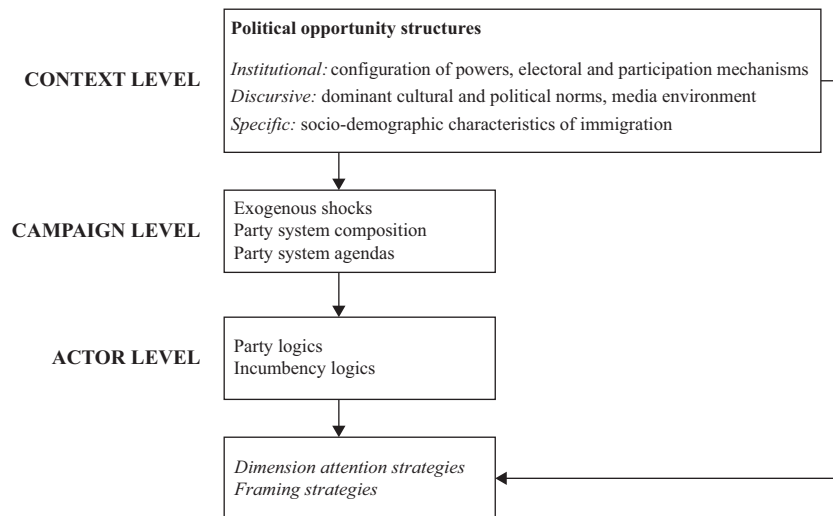 Political opportunity structures
CONTEXT LEVEL
Institutional: configuration of powers, electoral and participation mechanisms
Discursive: dominant cultural and political norms, media environment
Specific: socio-demographic characteristics of immigration
CAMPAIGN LEVEL
Exogenous shocks
Party system composition
Party system agendas
ACTOR LEVEL
Party logics
Incumbency logics
Dimension attention strategies
Framing strategies